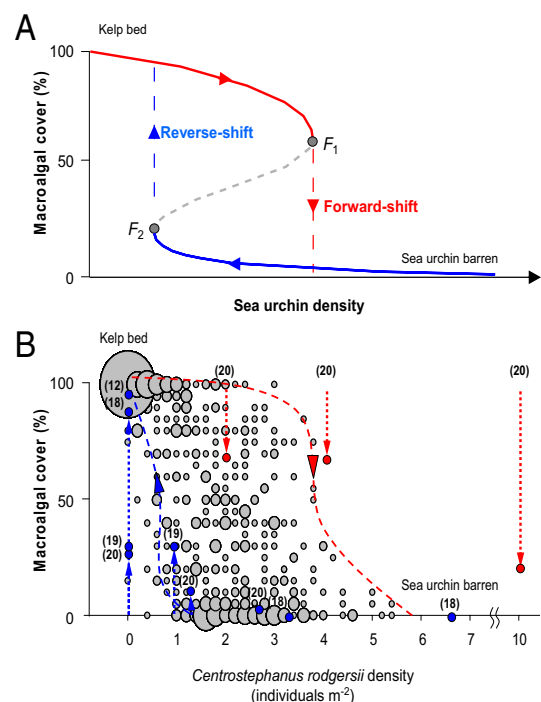 A
Kelp bed
100
50
0
Macroalgal cover (%)
Reverse-shift
F1
Forward-shift
F2
Sea urchin barren
Sea urchin density
B
Kelp bed
100
50
0
Macroalgal cover (%)
(12)
(18)
(20)
(20)
(20)
(19)
(20)
(19)
(20)
(20)
(18)
Sea urchin barren
(18)
0 1 2 3 4 5 6 7 10
Centrostephanus rodgersii density
(individuals m-2)